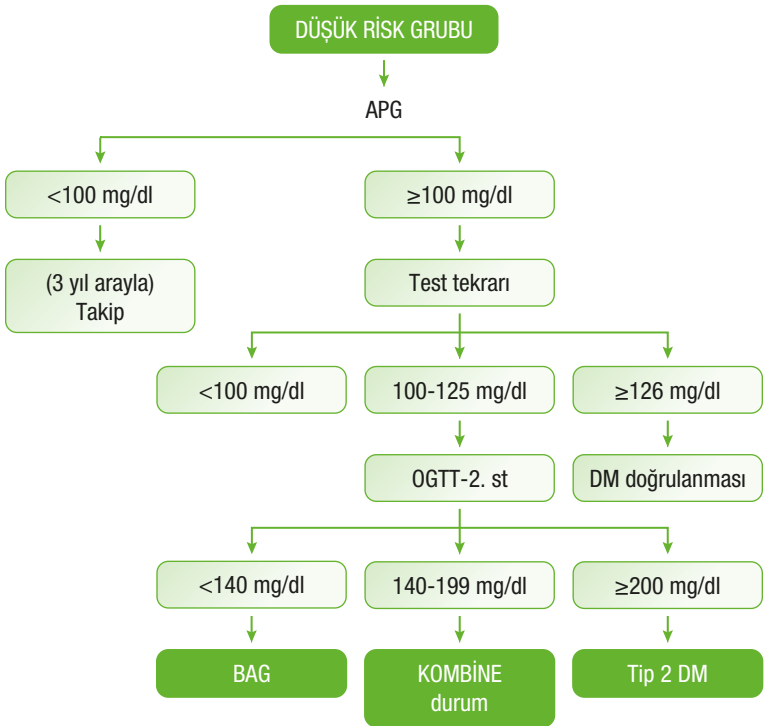 DÜŞÜK RİSK GRUBU
APG
<100 mg/dl
≥100 mg/dl
(3 yıl arayla)
Takip
Test tekrarı
<100 mg/dl
100-125 mg/dl
≥126 mg/dl
OGTT-2. st
DM doğrulanması
<140 mg/dl
140-199 mg/dl
≥200 mg/dl
BAG
KOMBİNE
durum
Tip 2 DM